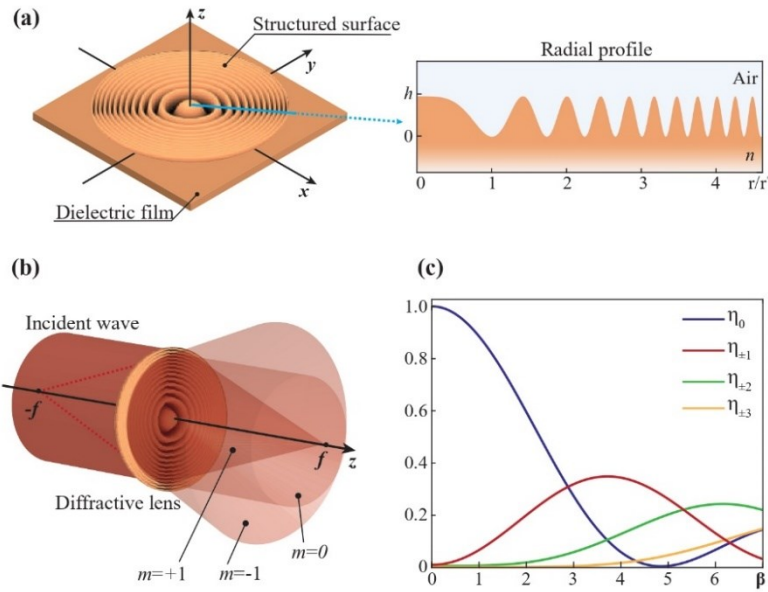 (a)
z
Structured surface
y
x
Dielectric film
Radial profile
Air
h
0
n
0 1 2 3 4 r/r'
(b)
Incident wave
-f
f
z
Diffractive lens
m=0
m=+1 m=-1
(c)
1.0
0.8
0.6
0.4
0.2
0
η0
η±1
η±2
η±3
0 1 2 3 4 5 6 β